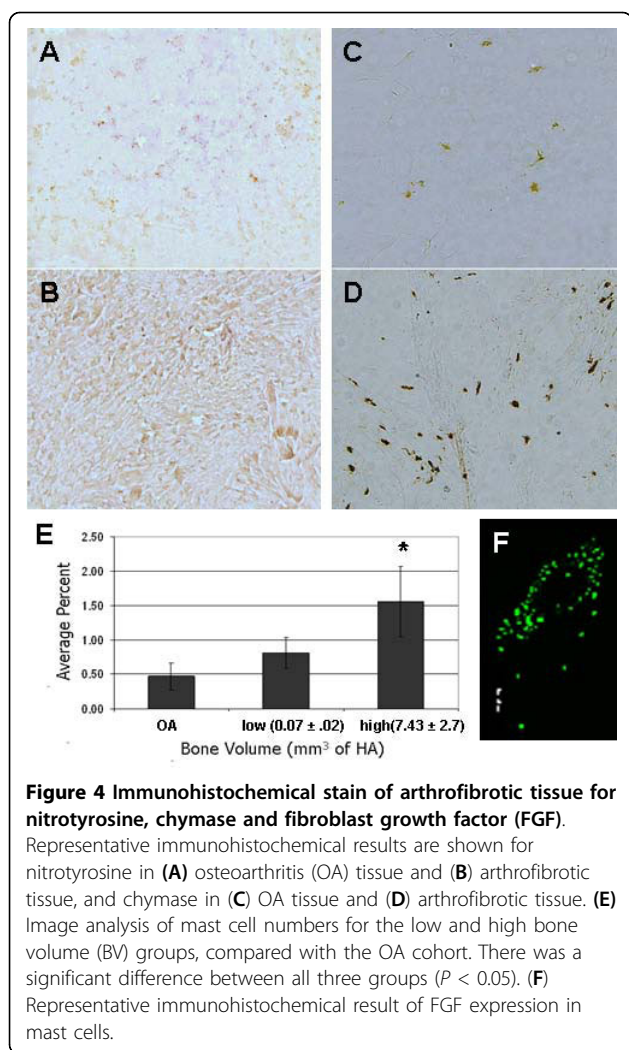 A
C
B
D
E
F
*
2.50
2.00
1.50
1.00
0.50
0.00
Average Percent
OA low (0.07 ± .02) high(7.43 ± 2.7)
Bone Volume (mm³ of HA)
Figure 4 Immunohistochemical stain of arthrofibrotic tissue for
nitrotyrosine, chymase and fibroblast growth factor (FGF).
Representative immunohistochemical results are shown for
nitrotyrosine in (A) osteoarthritis (OA) tissue and (B) arthrofibrotic
tissue, and chymase in (C) OA tissue and (D) arthrofibrotic tissue. (E)
Image analysis of mast cell numbers for the low and high bone
volume (BV) groups, compared with the OA cohort. There was a
significant difference between all three groups (P < 0.05). (F)
Representative immunohistochemical result of FGF expression in
mast cells.